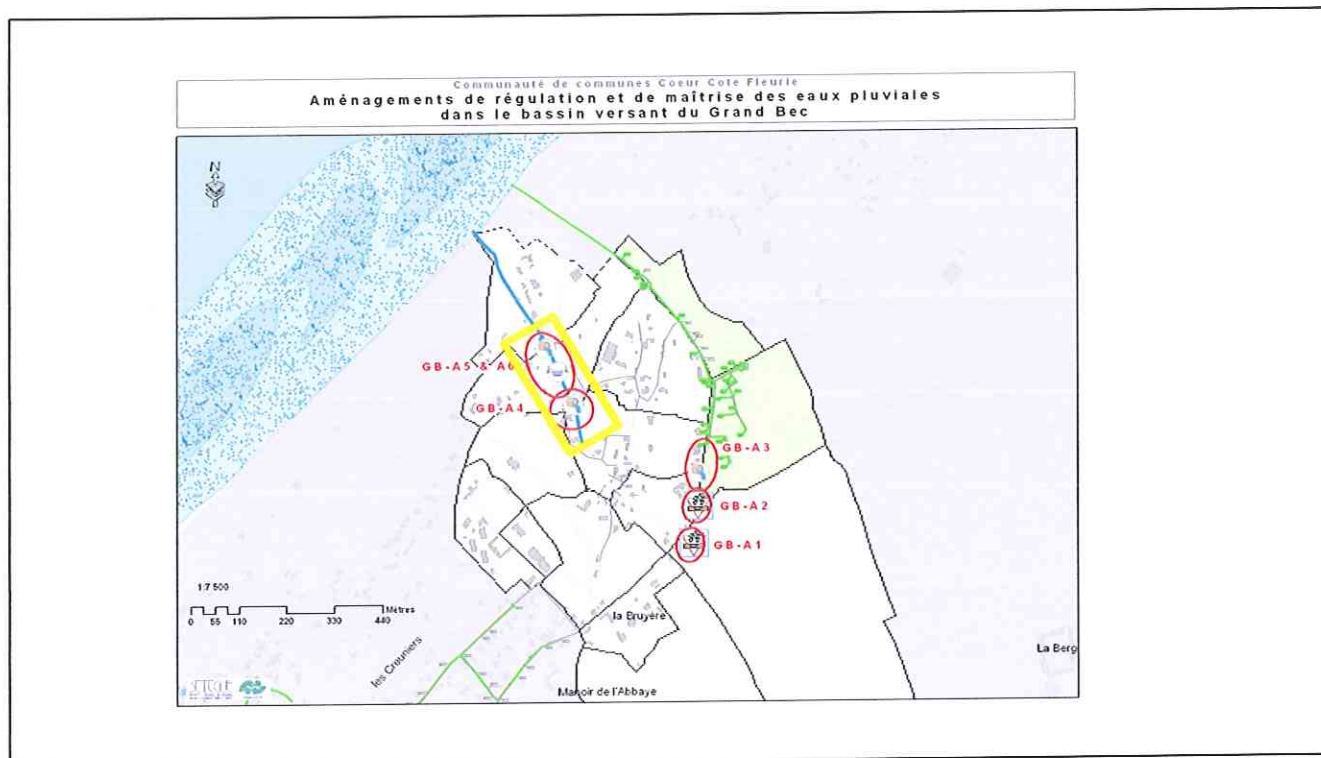 Communauté de communes Coeur Cote Fleurie
Aménagements de régulation et de maîtrise des eaux pluviales
dans le bassin versant du Grand Bec
N
GB-A5 & A6
GB-A4
GB-A3
GB-A2
GB-A1
1:7 500
Mètres
0 55 110 220 330 440
la Bruyère
les Creuniers
La Berg
Manoir de l'Abbaye